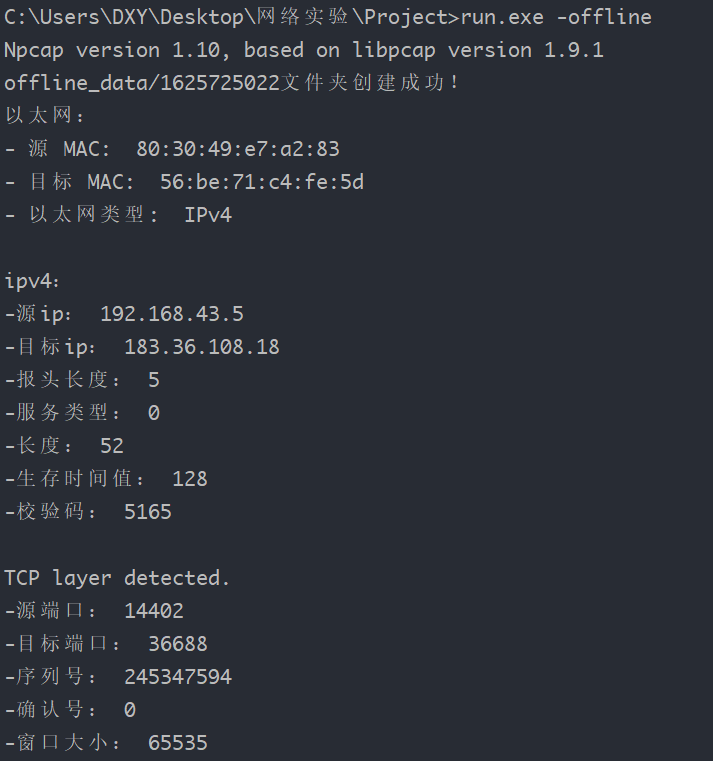 C:\Users\DXY\Desktop\网络实验\Project>run.exe -offline
Npcap version 1.10, based on libpcap version 1.9.1
offline_data/1625725022文件夹创建成功!
以太网:
- 源 MAC:  80:30:49:e7:a2:83
- 目标 MAC:  56:be:71:c4:fe:5d
- 以太网类型:  IPv4
ipv4:
-源ip:  192.168.43.5
-目标ip:  183.36.108.18
-报头长度:  5
-服务类型:  0
-长度:  52
-生存时间值:  128
-校验码:  5165
TCP layer detected.
-源端口:  14402
-目标端口:  36688
-序列号:  245347594
-确认号:  0
-窗口大小:  65535